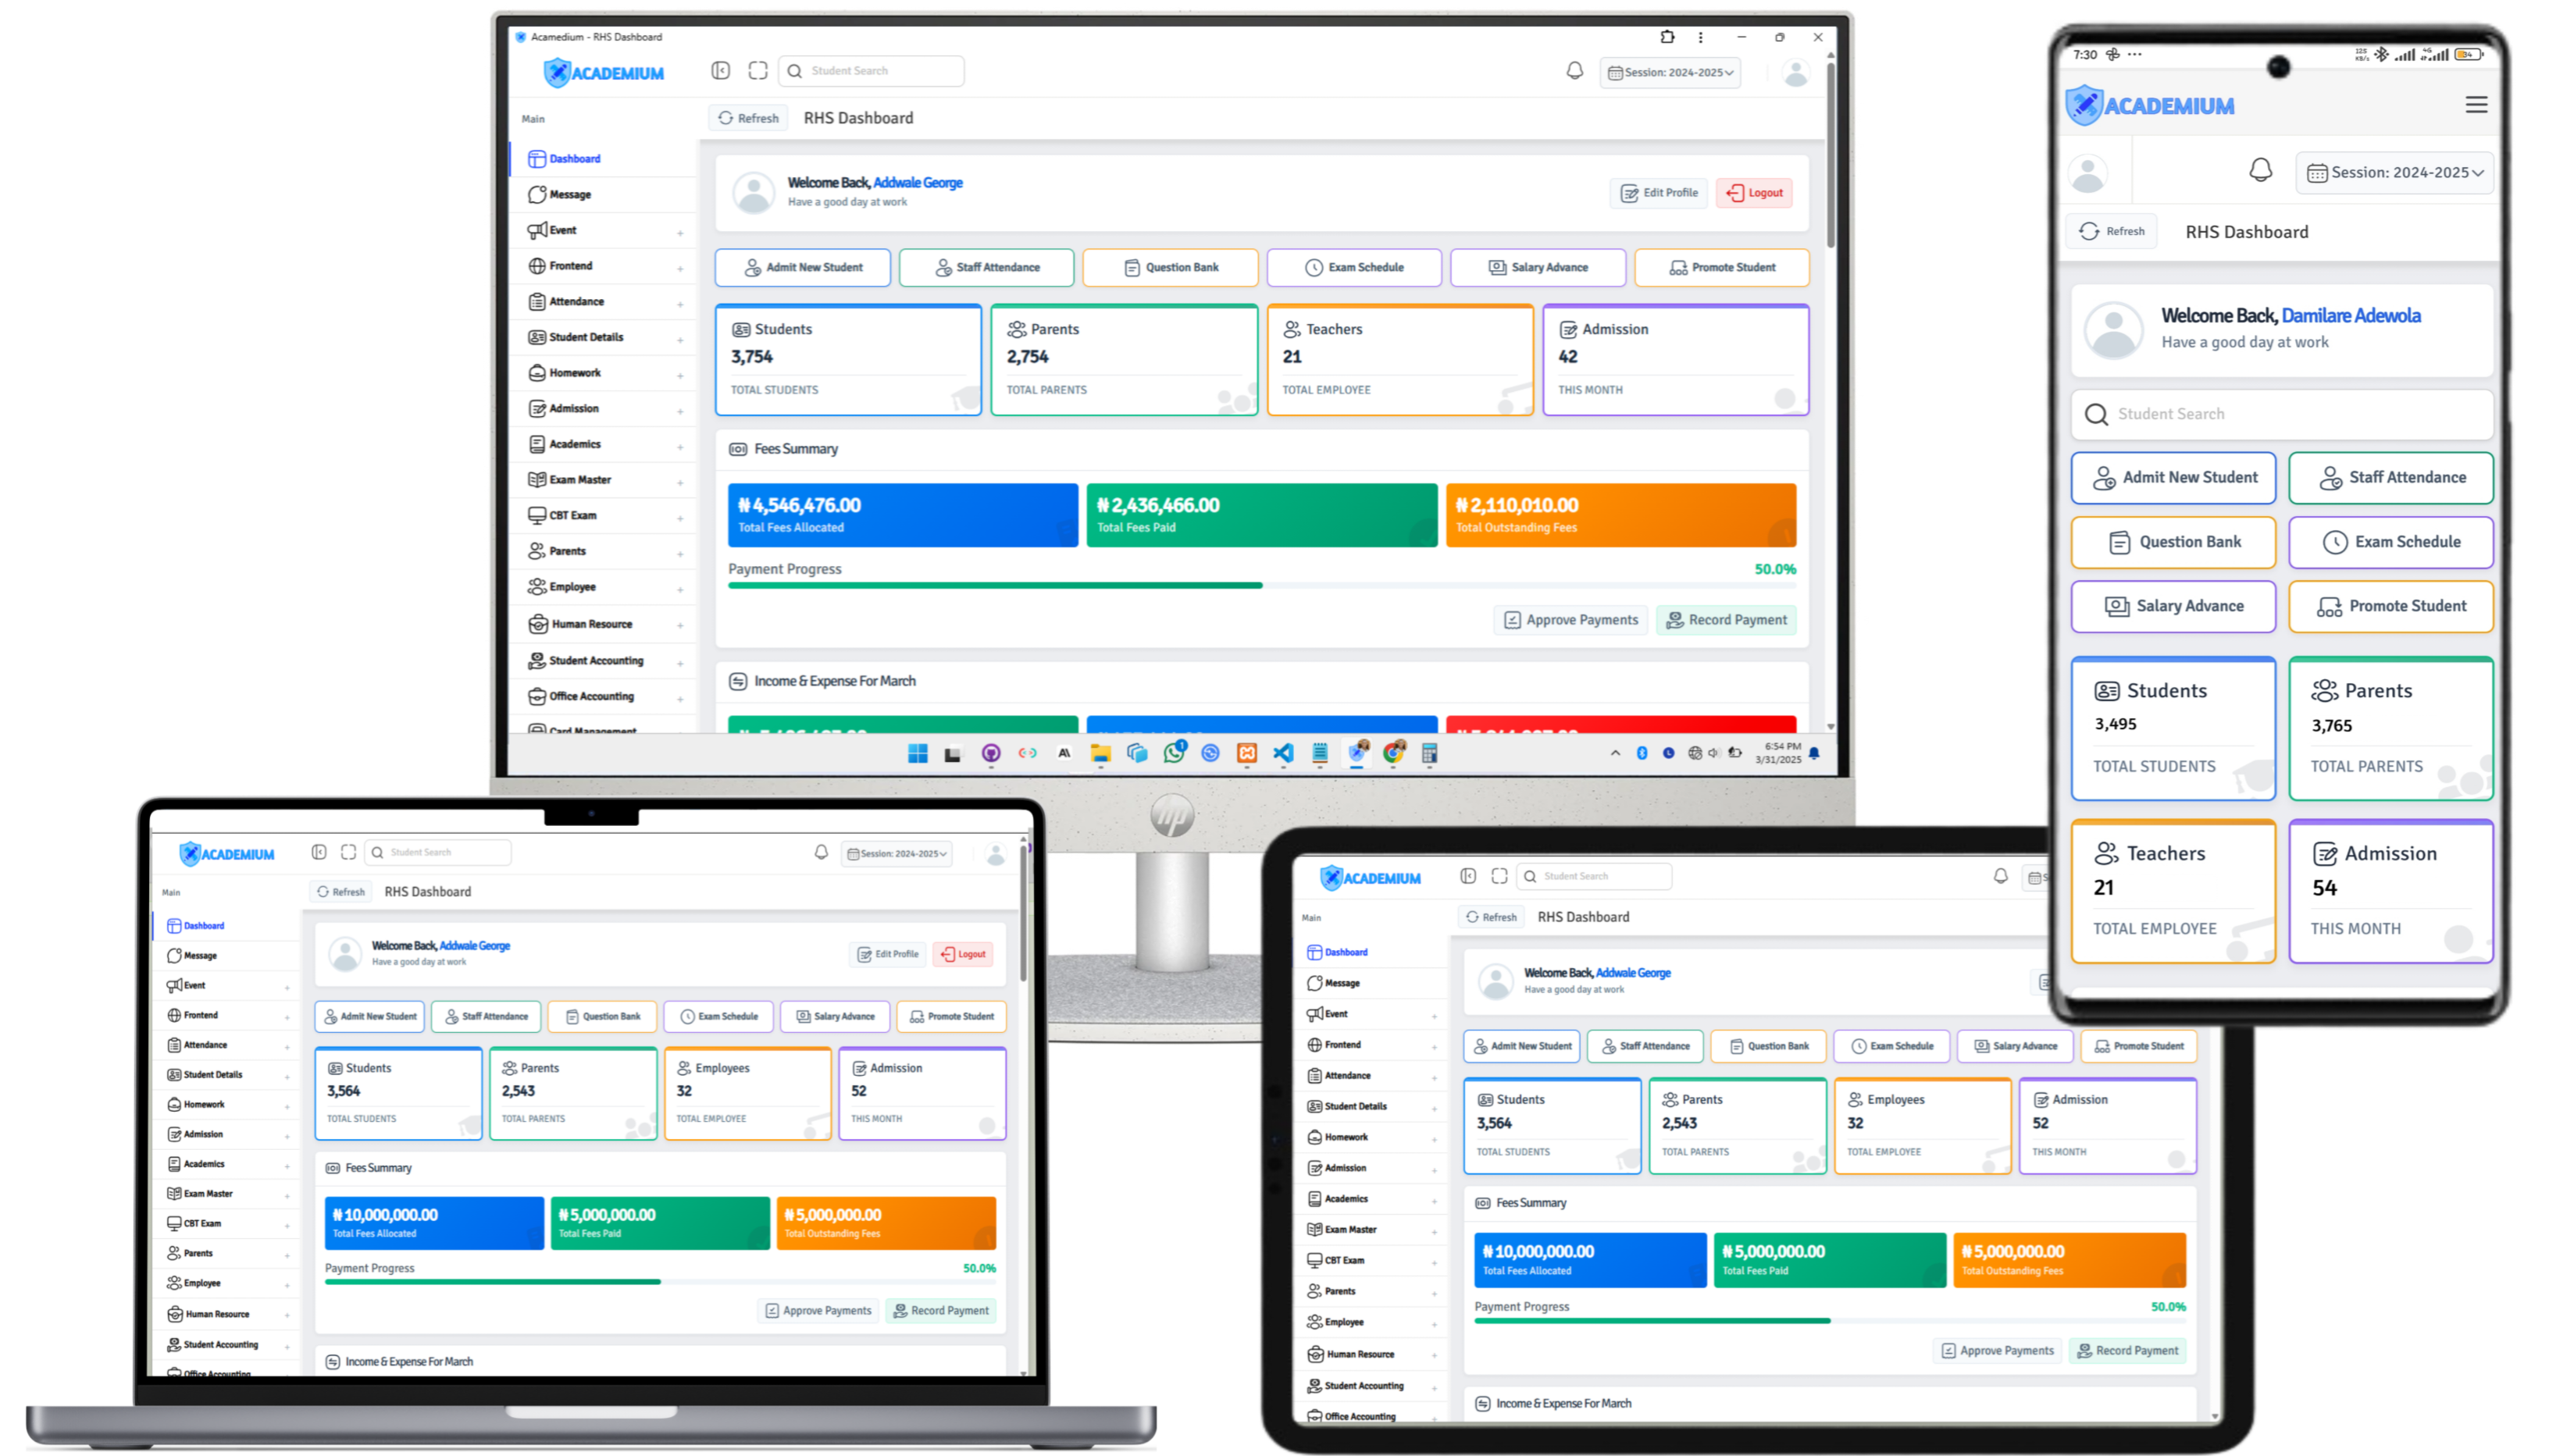 Acamedium - RHS Dashboard
ACADEMIUM
Student Search
Session: 2024-2025
Main
Refresh
RHS Dashboard
Dashboard
Message
Event
Frontend
Attendance
Student Details
Homework
Admission
Academics
Exam Master
CBT Exam
Parents
Employee
Human Resource
Student Accounting
Office Accounting
Card Management
Welcome Back, Addwale George
Have a good day at work
Edit Profile
Logout
Admit New Student
Staff Attendance
Question Bank
Exam Schedule
Salary Advance
Promote Student
Students
3,754
TOTAL STUDENTS
Parents
2,754
TOTAL PARENTS
Teachers
21
TOTAL EMPLOYEE
Admission
42
THIS MONTH
Fees Summary
₦4,546,476.00
Total Fees Allocated
₦2,436,466.00
Total Fees Paid
₦2,110,010.00
Total Outstanding Fees
Payment Progress
50.0%
Approve Payments
Record Payment
Income & Expense For March
6:54 PM
3/31/2025
hp
7:30
ACADEMIUM
Session: 2024-2025
Refresh
RHS Dashboard
Welcome Back, Damilare Adewola
Have a good day at work
Student Search
Admit New Student
Staff Attendance
Question Bank
Exam Schedule
Salary Advance
Promote Student
Students
3,495
TOTAL STUDENTS
Parents
3,765
TOTAL PARENTS
Teachers
21
TOTAL EMPLOYEE
Admission
54
THIS MONTH
ACADEMIUM
Student Search
Session: 2024-2025
Main
Refresh
RHS Dashboard
Dashboard
Message
Event
Frontend
Attendance
Student Details
Homework
Admission
Academics
Exam Master
CBT Exam
Parents
Employee
Human Resource
Student Accounting
Office Accounting
Welcome Back, Addwale George
Have a good day at work
Edit Profile
Logout
Admit New Student
Staff Attendance
Question Bank
Exam Schedule
Salary Advance
Promote Student
Students
3,564
TOTAL STUDENTS
Parents
2,543
TOTAL PARENTS
Employees
32
TOTAL EMPLOYEE
Admission
52
THIS MONTH
Fees Summary
₦10,000,000.00
Total Fees Allocated
₦5,000,000.00
Total Fees Paid
₦5,000,000.00
Total Outstanding Fees
Payment Progress
50.0%
Approve Payments
Record Payment
Income & Expense For March
ACADEMIUM
Student Search
Main
Refresh
RHS Dashboard
Dashboard
Message
Event
Frontend
Attendance
Student Details
Homework
Admission
Academics
Exam Master
CBT Exam
Parents
Employee
Human Resource
Student Accounting
Office Accounting
Welcome Back, Addwale George
Have a good day at work
Admit New Student
Staff Attendance
Question Bank
Exam Schedule
Salary Advance
Promote Student
Students
3,564
TOTAL STUDENTS
Parents
2,543
TOTAL PARENTS
Employees
32
TOTAL EMPLOYEE
Admission
52
THIS MONTH
Fees Summary
₦10,000,000.00
Total Fees Allocated
₦5,000,000.00
Total Fees Paid
₦5,000,000.00
Total Outstanding Fees
Payment Progress
50.0%
Approve Payments
Record Payment
Income & Expense For March